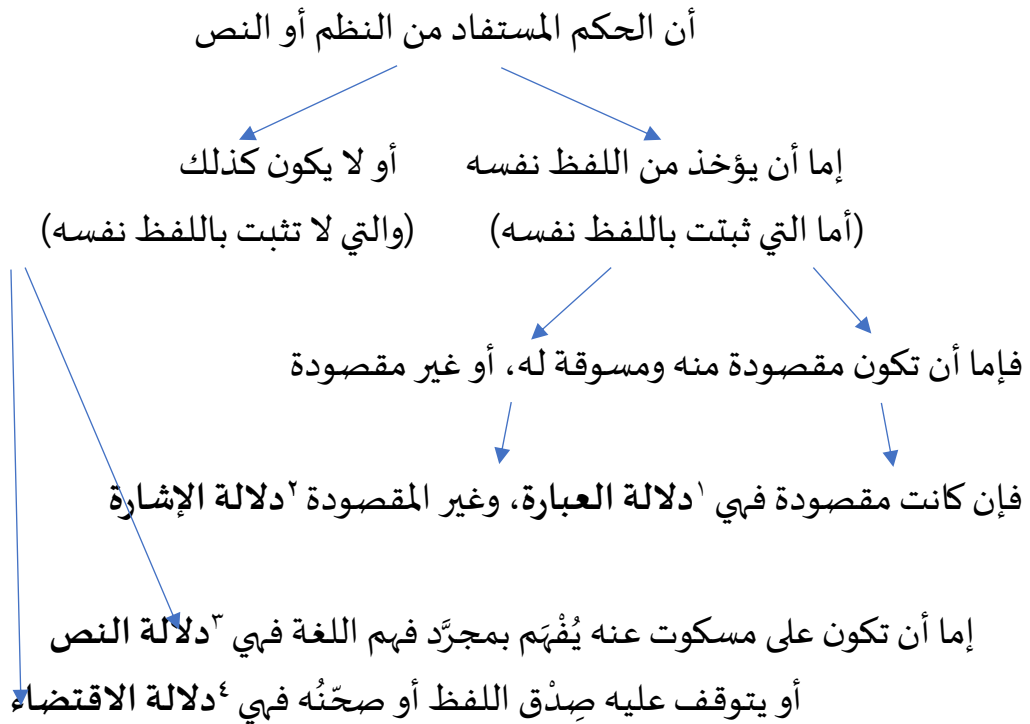 أن الحكم المستفاد من النظم أو النص
إما أن يؤخذ من اللفظ نفسه أو لا يكون كذلك
(أما التي ثبتت باللفظ نفسه) (والتي لا تثبت باللفظ نفسه)
فإما أن تكون مقصودة منه ومسوقة له، أو غير مقصودة
فإن كانت مقصودة فهي ١دلالة العبارة، وغير المقصودة ٢دلالة الإشارة
إما أن تكون على مسكوت عنه يُفْهَم بمجرَّد فهم اللغة فهي ٣دلالة النص
أو يتوقف عليه صِدْق اللفظ أو صحّتُه فهي ٤دلالة الاقتضاء